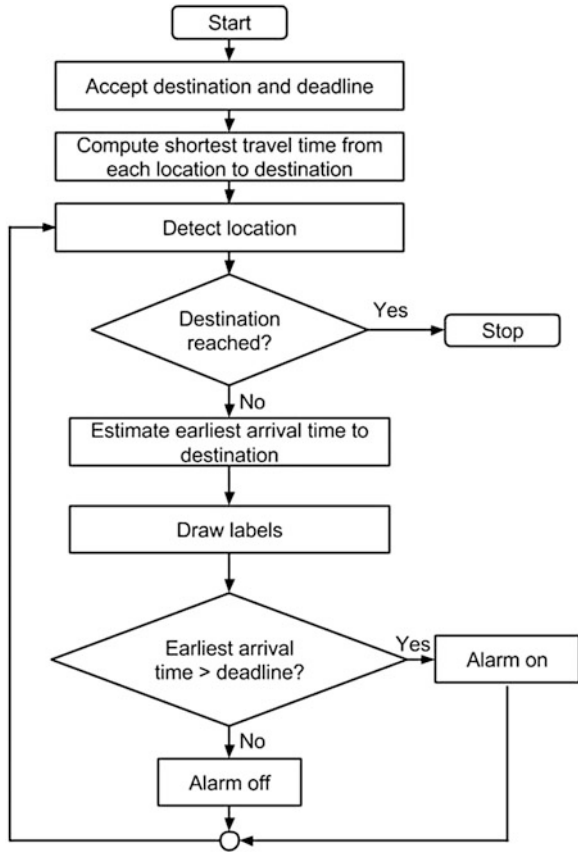 Start
Accept destination and deadline
Compute shortest travel time from
each location to destination
Detect location
Destination
reached?
Yes
Stop
No
Estimate earliest arrival time to
destination
Draw labels
Earliest arrival
time > deadline?
Yes
Alarm on
No
Alarm off